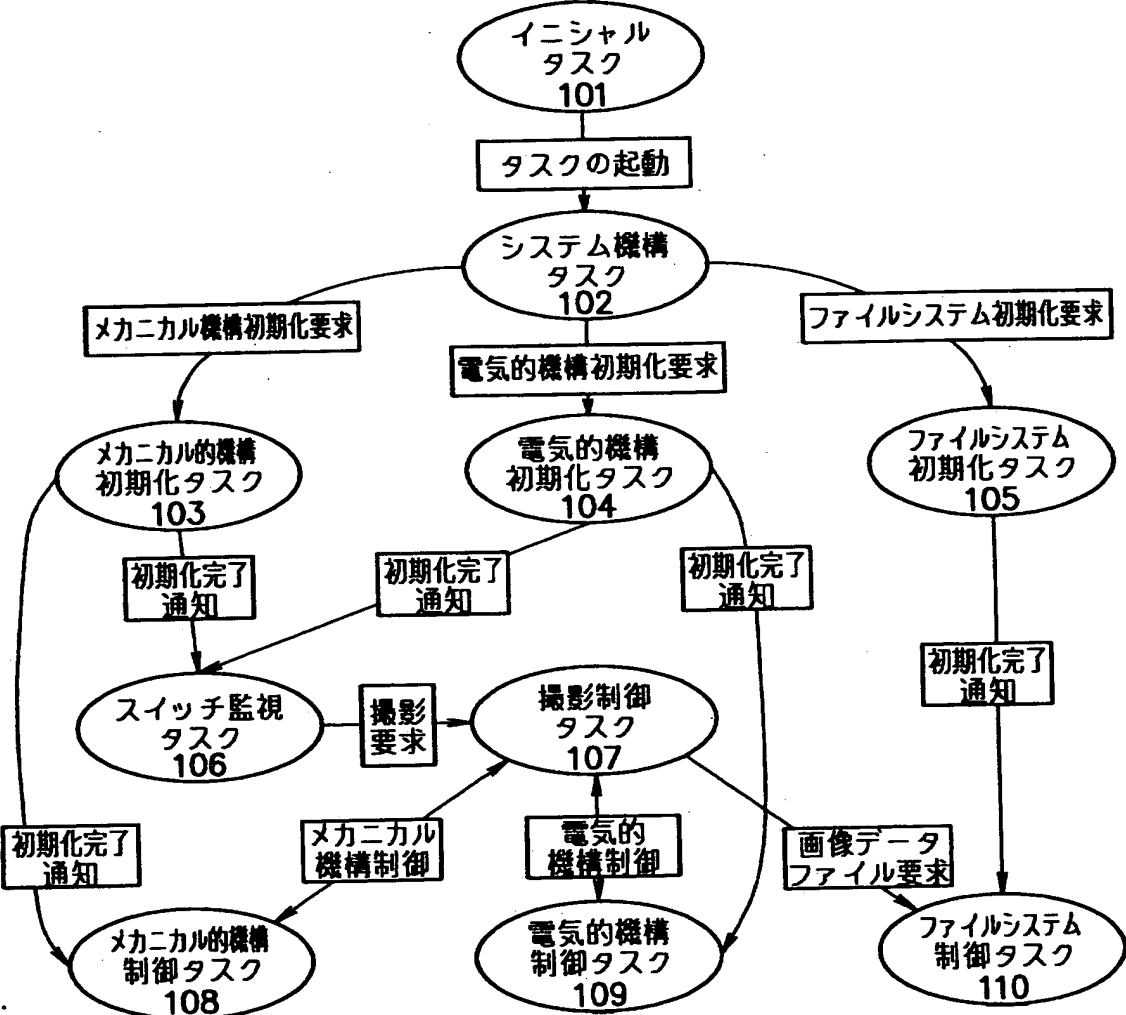 イニシャル
タスク
101
タスクの起動
システム機構
タスク
102
メカニカル機構初期化要求
電気的機構初期化要求
ファイルシステム初期化要求
メカニカル的機構
初期化タスク
103
電気的機構
初期化タスク
104
ファイルシステム
初期化タスク
105
初期化完了
通知
初期化完了
通知
初期化完了
通知
初期化完了
通知
スイッチ監視
タスク
106
撮影
要求
撮影制御
タスク
107
初期化完了
通知
メカニカル
機構制御
電気的
機構制御
画像データ
ファイル要求
メカニカル的機構
制御タスク
108
電気的機構
制御タスク
109
ファイルシステム
制御タスク
110